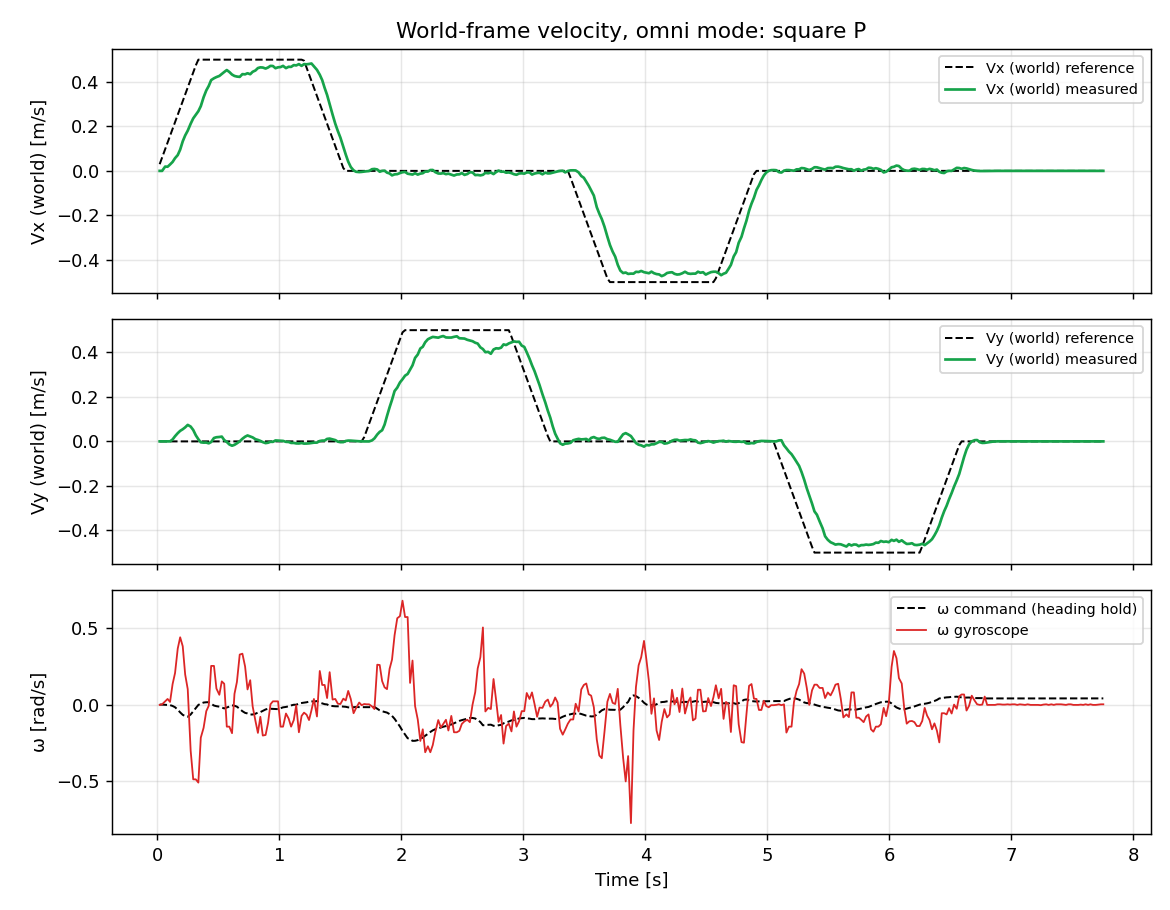 World-frame velocity, omni mode: square P
Vx (world) [m/s]
0.4
0.2
0.0
−0.2
−0.4
Vx (world) reference
Vx (world) measured
Vy (world) [m/s]
0.4
0.2
0.0
−0.2
−0.4
Vy (world) reference
Vy (world) measured
ω [rad/s]
0.5
0.0
−0.5
ω command (heading hold)
ω gyroscope
0 1 2 3 4 5 6 7 8
Time [s]